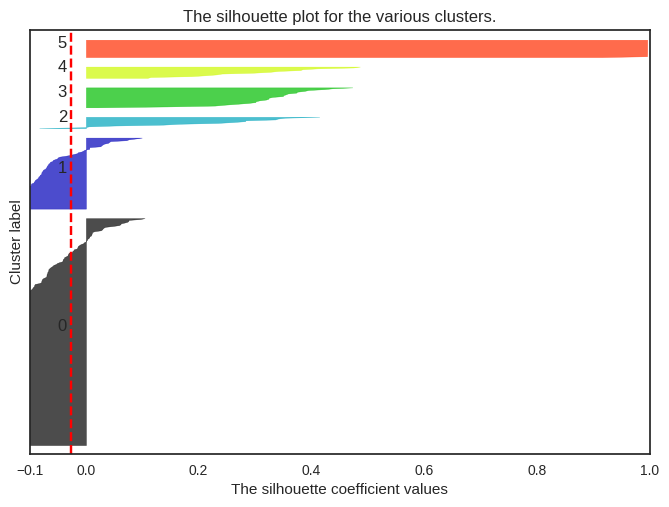 The silhouette plot for the various clusters.
5
4
3
2
1
0
Cluster label
−0.1 0.0 0.2 0.4 0.6 0.8 1.0
The silhouette coefficient values